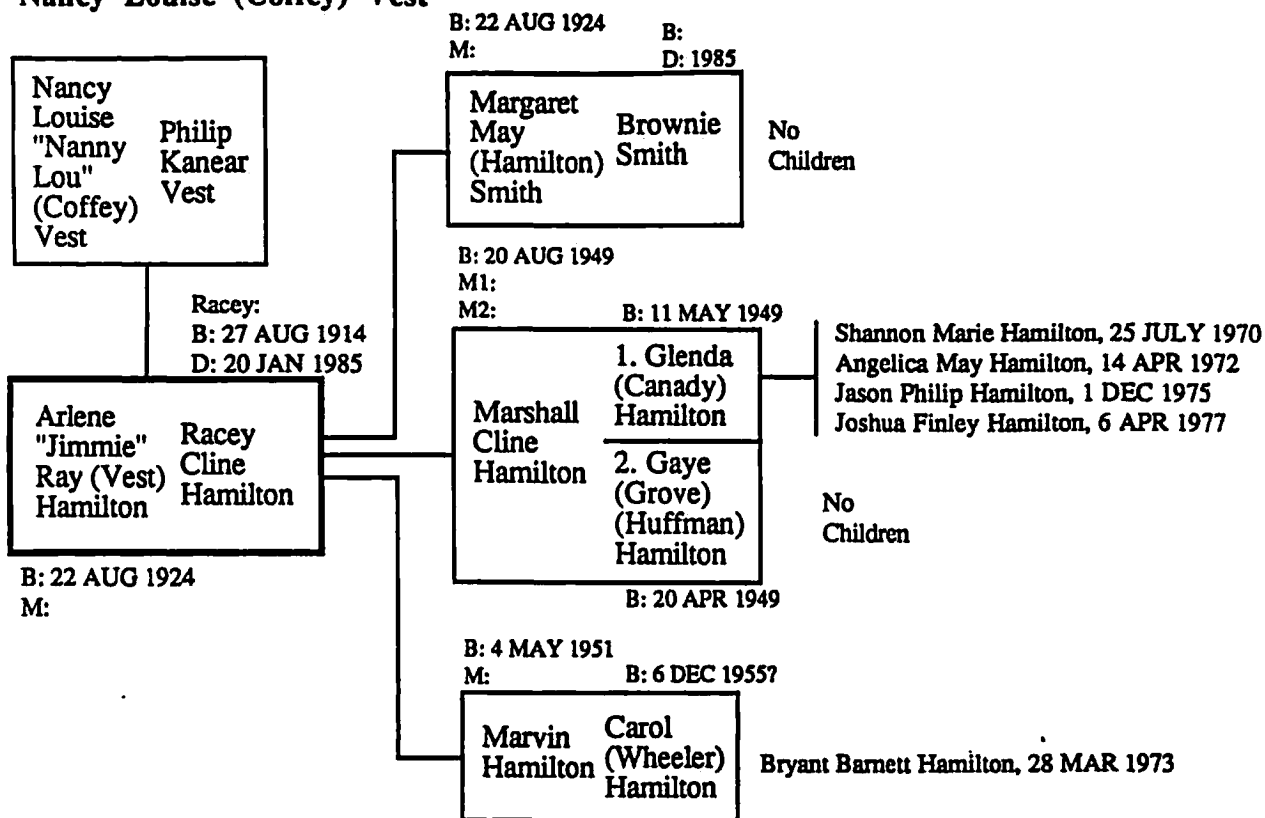 Nancy Louise (Coffey) Vest
Nancy
Louise
"Nanny
Lou"
(Coffey)
Vest
Philip
Kanear
Vest
Racey:
B: 27 AUG 1914
D: 20 JAN 1985
Arlene
"Jimmie"
Ray (Vest)
Hamilton
Racey
Cline
Hamilton
B: 22 AUG 1924
M:
B: 22 AUG 1924
M:
B:
D: 1985
Margaret
May
(Hamilton)
Smith
Brownie
Smith
No
Children
B: 20 AUG 1949
M1:
M2:
B: 11 MAY 1949
Marshall
Cline
Hamilton
1. Glenda
(Canady)
Hamilton
2. Gaye
(Grove)
(Huffman)
Hamilton
B: 20 APR 1949
Shannon Marie Hamilton, 25 JULY 1970
Angelica May Hamilton, 14 APR 1972
Jason Philip Hamilton, 1 DEC 1975
Joshua Finley Hamilton, 6 APR 1977
No
Children
B: 4 MAY 1951
M:
B: 6 DEC 1955?
Marvin
Hamilton
Carol
(Wheeler)
Hamilton
Bryant Barnett Hamilton, 28 MAR 1973